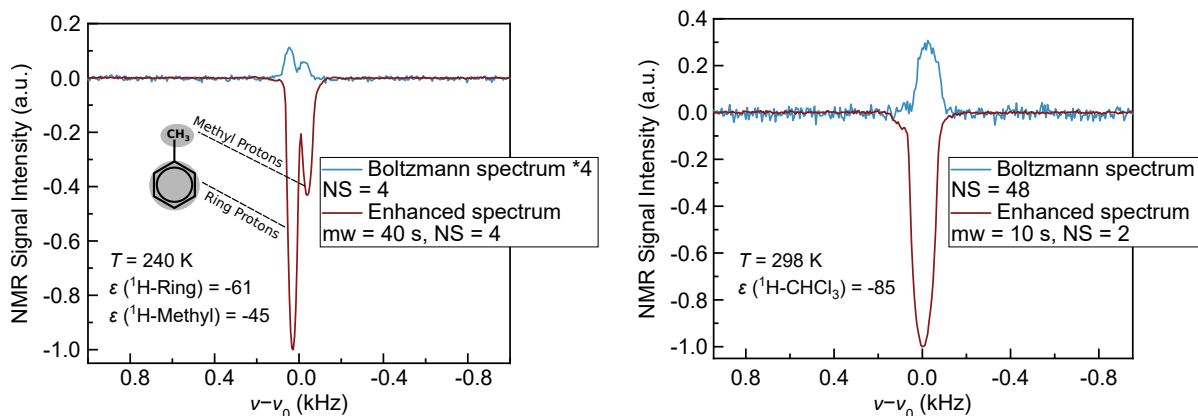 NMR Signal Intensity (a.u.)
0.2
0.0
-0.2
-0.4
-0.6
-0.8
-1.0
CH3
Methyl Protons
Ring Protons
Boltzmann spectrum *4
NS = 4
Enhanced spectrum
mw = 40 s, NS = 4
T = 240 K
ε (¹H-Ring) = -61
ε (¹H-Methyl) = -45
0.8 0.4 0.0 -0.4 -0.8
ν−ν₀ (kHz)
NMR Signal Intensity (a.u.)
0.4
0.2
0.0
-0.2
-0.4
-0.6
-0.8
-1.0
Boltzmann spectrum
NS = 48
Enhanced spectrum
mw = 10 s, NS = 2
T = 298 K
ε (¹H-CHCl₃) = -85
0.8 0.4 0.0 -0.4 -0.8
ν−ν₀ (kHz)